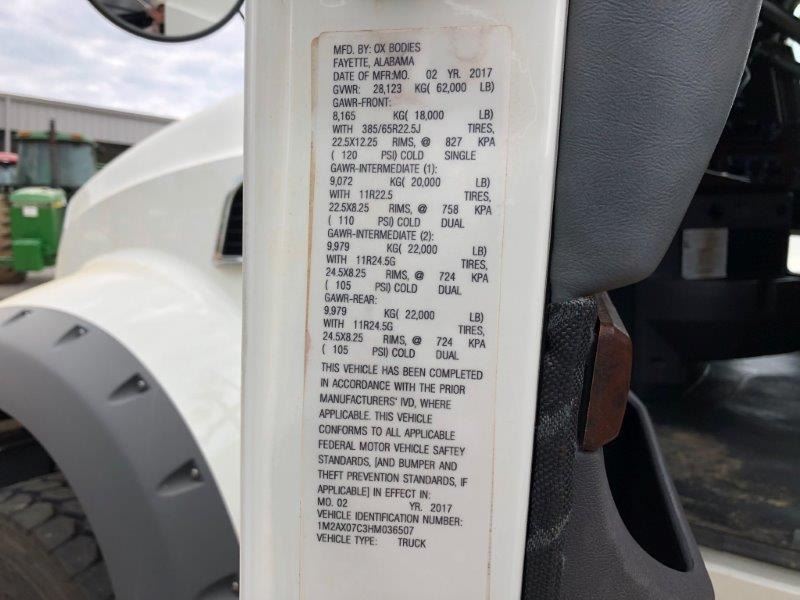 MFD. BY: OX BODIES
FAYETTE, ALABAMA
DATE OF MFR:MO. 02 YR. 2017
GVWR: 28,123 KG( 62,000 LB)
GAWR-FRONT:
8,165 KG( 18,000 LB)
WITH 385/65R22.5J TIRES,
22.5X12.25 RIMS, @ 827 KPA
( 120 PSI) COLD SINGLE
GAWR-INTERMEDIATE (1):
9,072 KG( 20,000 LB)
WITH 11R22.5 TIRES,
22.5X8.25 RIMS, @ 758 KPA
( 110 PSI) COLD DUAL
GAWR-INTERMEDIATE (2):
9,979 KG( 22,000 LB)
WITH 11R24.5G TIRES,
24.5X8.25 RIMS, @ 724 KPA
( 105 PSI) COLD DUAL
GAWR-REAR:
9,979 KG( 22,000 LB)
WITH 11R24.5G TIRES,
24.5X8.25 RIMS, @ 724 KPA
( 105 PSI) COLD DUAL
THIS VEHICLE HAS BEEN COMPLETED
IN ACCORDANCE WITH THE PRIOR
MANUFACTURERS' IVD, WHERE
APPLICABLE. THIS VEHICLE
CONFORMS TO ALL APPLICABLE
FEDERAL MOTOR VEHICLE SAFTEY
STANDARDS, [AND BUMPER AND
THEFT PREVENTION STANDARDS, IF
APPLICABLE] IN EFFECT IN:
MO. 02 YR. 2017
VEHICLE IDENTIFICATION NUMBER:
1M2AX07C3HM036507
VEHICLE TYPE: TRUCK